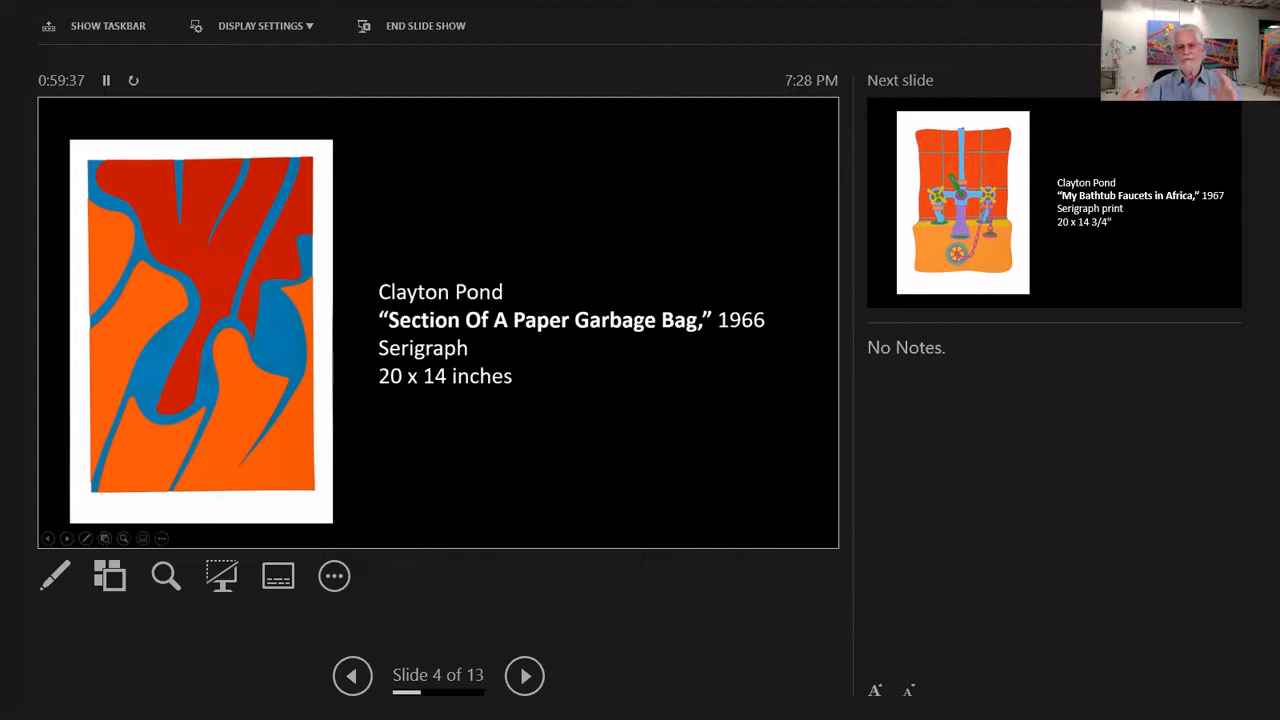 SHOW TASKBAR
DISPLAY SETTINGS ▼
END SLIDE SHOW
0:59:37
7:28 PM
Next slide
Clayton Pond
“Section Of A Paper Garbage Bag,” 1966
Serigraph
20 x 14 inches
Clayton Pond
“My Bathtub Faucets in Africa,” 1967
Serigraph print
20 x 14 3/4"
No Notes.
Slide 4 of 13
A A